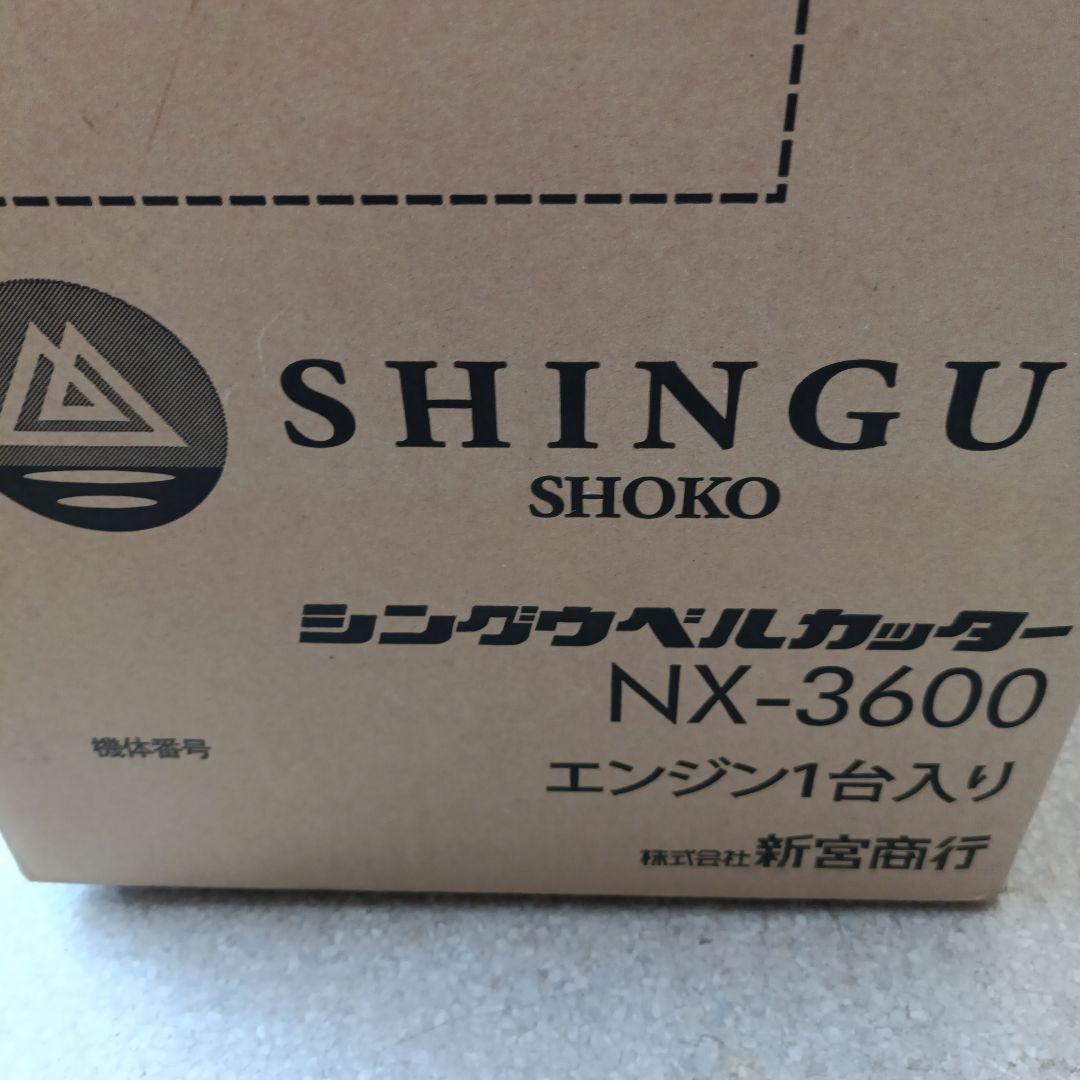 SHINGU
SHOKO
シングウベルカッター
NX-3600
機体番号
エンジン1台入り
株式会社 新宮商行